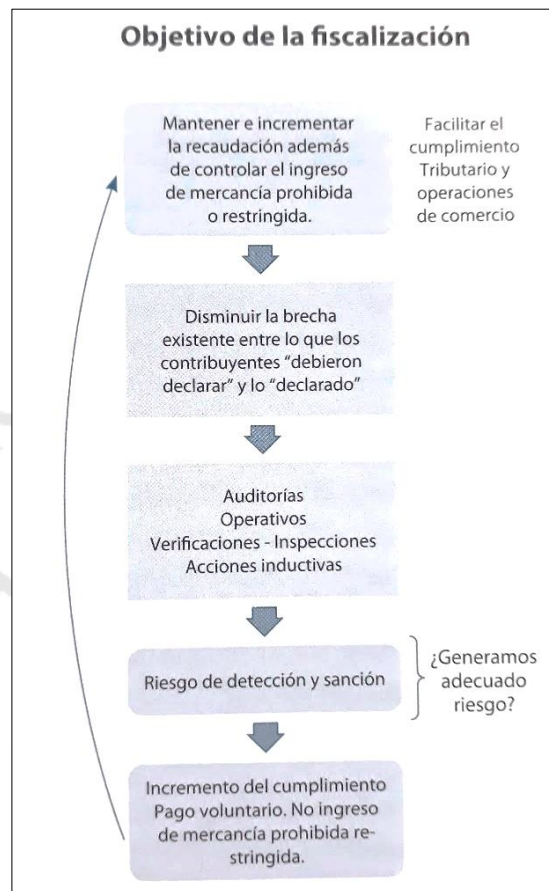 Objetivo de la fiscalización
Mantener e incrementar
la recaudación además
de controlar el ingreso
de mercancía prohibida
o restringida.
Facilitar el
cumplimiento
Tributario y
operaciones
de comercio
Disminuir la brecha
existente entre lo que los
contribuyentes “debieron
declarar” y lo “declarado”
Auditorías
Operativos
Verificaciones - Inspecciones
Acciones inductivas
Riesgo de detección y sanción
¿Generamos
adecuado
riesgo?
Incremento del cumplimiento
Pago voluntario. No ingreso
de mercancía prohibida re-
stringida.